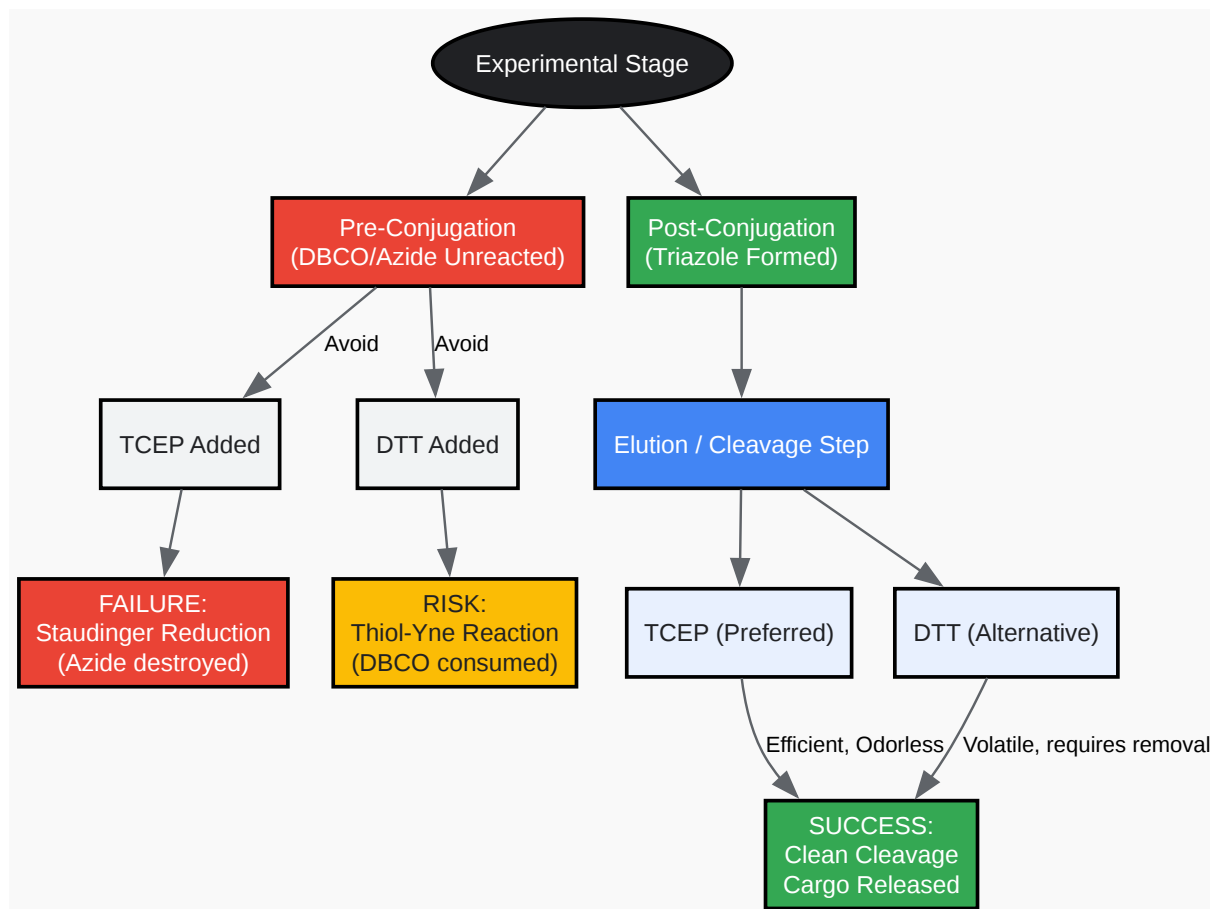 Experimental Stage
Pre-Conjugation
(DBCO/Azide Unreacted)
Post-Conjugation
(Triazole Formed)
Avoid
Avoid
TCEP Added
DTT Added
Elution / Cleavage Step
FAILURE:
Staudinger Reduction
(Azide destroyed)
RISK:
Thiol-Yne Reaction
(DBCO consumed)
TCEP (Preferred)
DTT (Alternative)
Efficient, Odorless
Volatile, requires removal
SUCCESS:
Clean Cleavage
Cargo Released